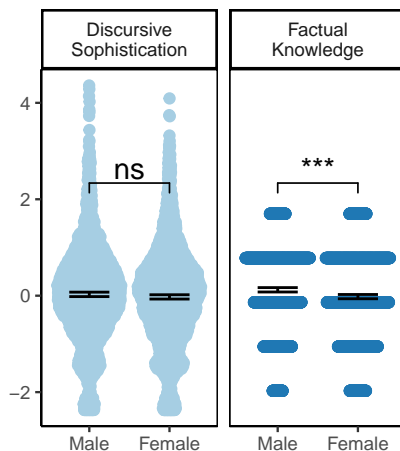 Discursive
Sophistication
Factual
Knowledge
4
2
0
−2
ns
***
Male
Female
Male
Female